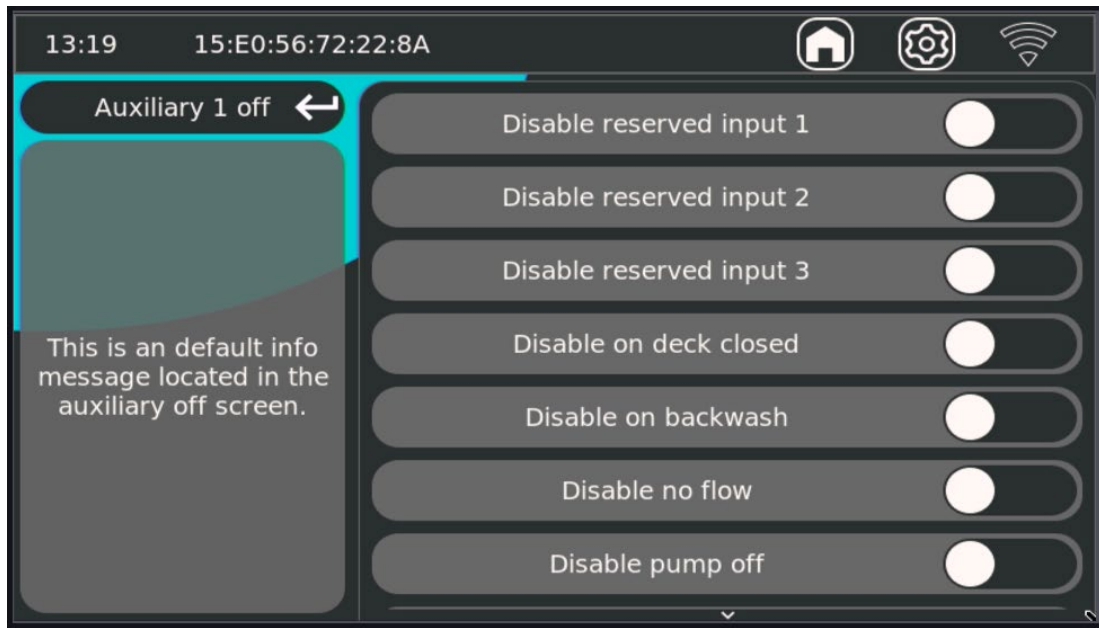 13:19 15:E0:56:72:22:8A
Auxiliary 1 off
This is an default info
message located in the
auxiliary off screen.
Disable reserved input 1
Disable reserved input 2
Disable reserved input 3
Disable on deck closed
Disable on backwash
Disable no flow
Disable pump off